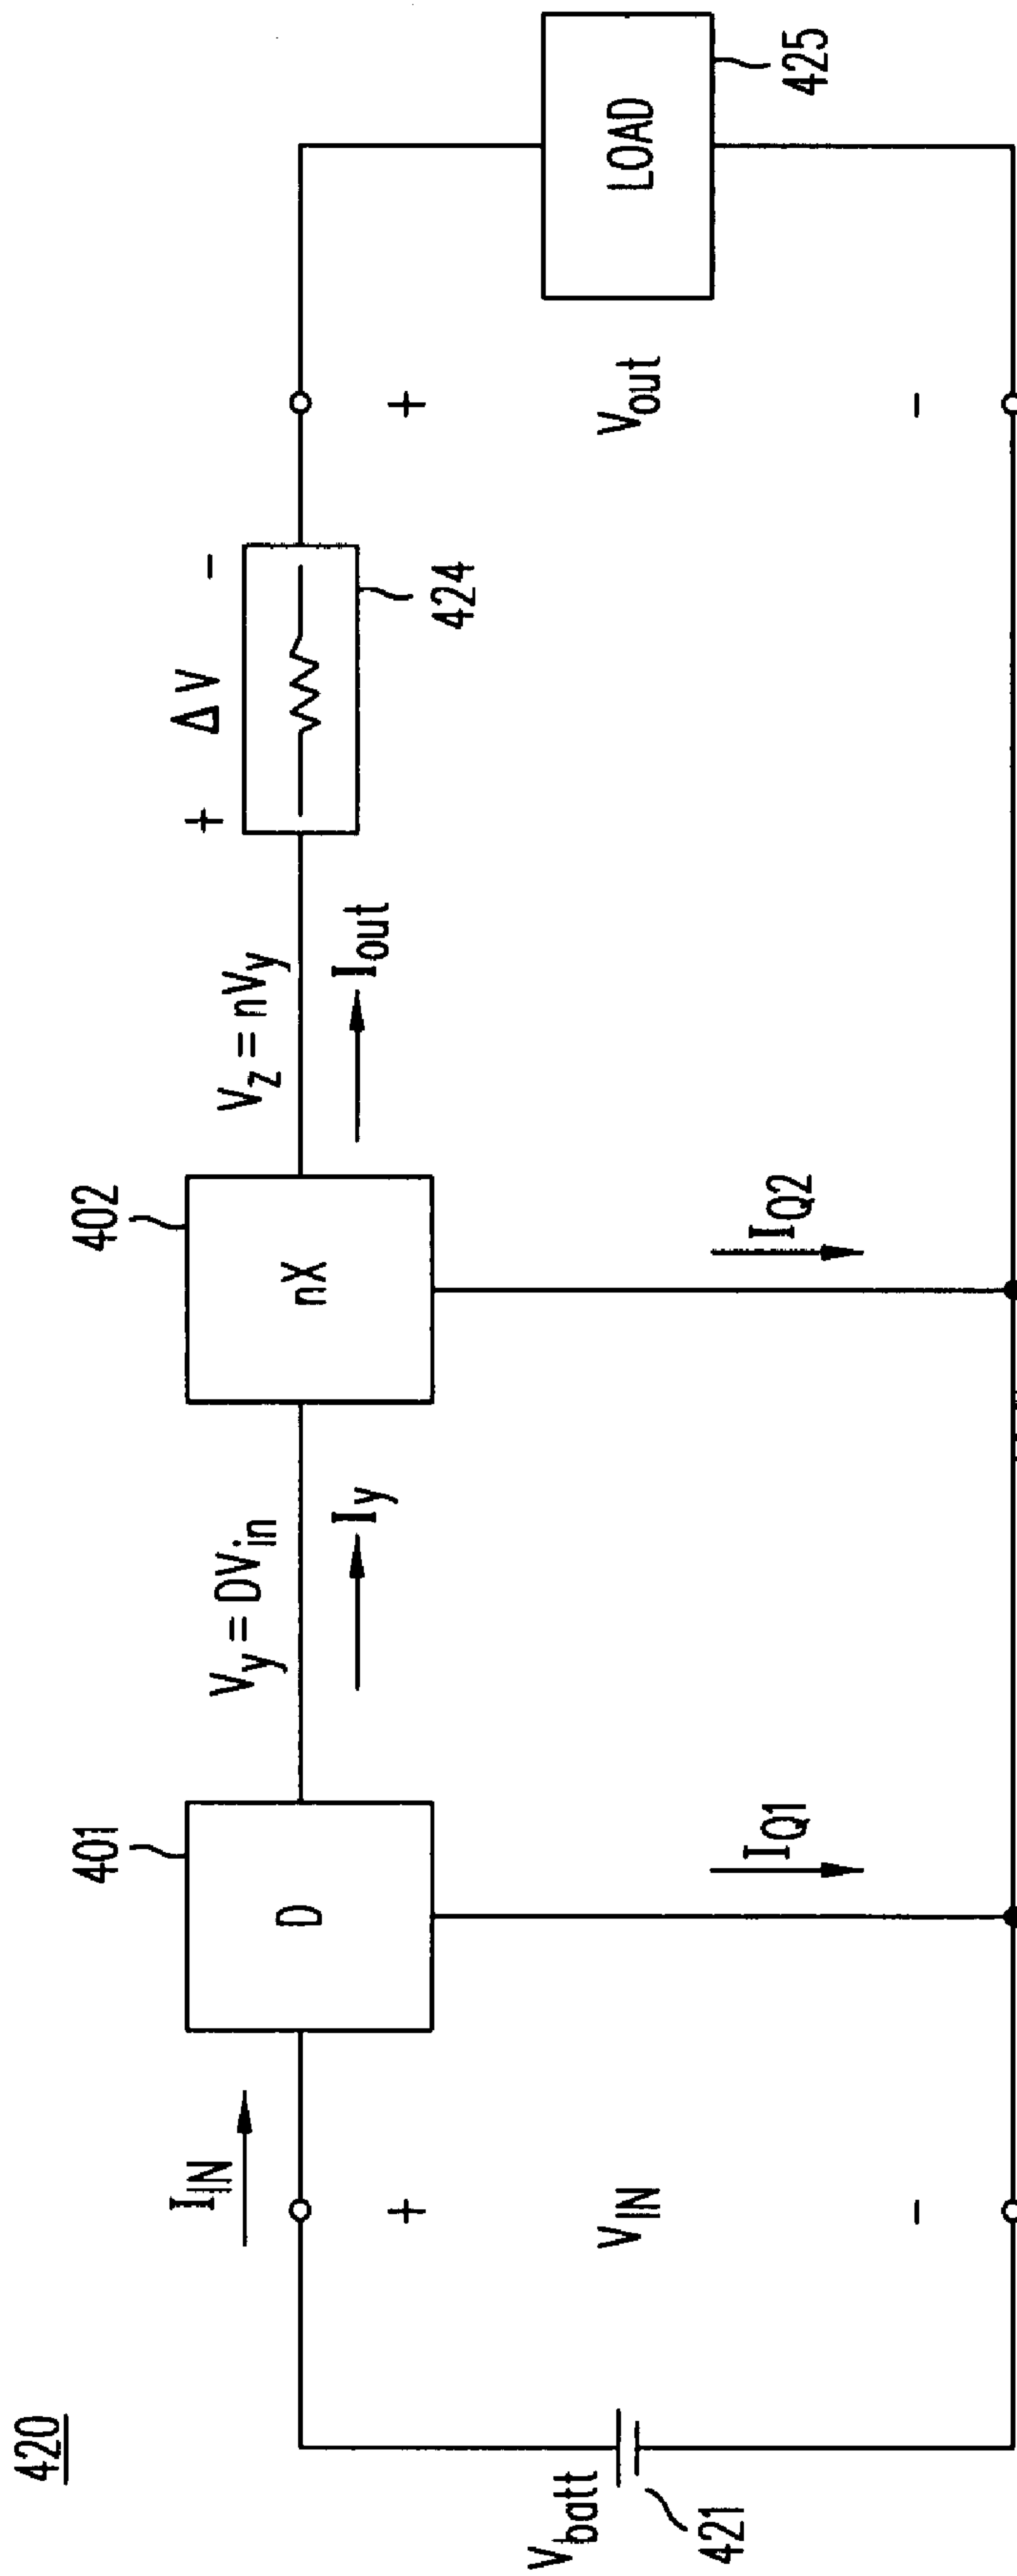 420
V_batt
421
I_IN
+
V_IN
-
401
D
I_Q1
V_y = DV_in
I_y
402
nX
I_Q2
V_z = nV_y
I_out
+ ΔV -
424
+
V_out
-
LOAD
425